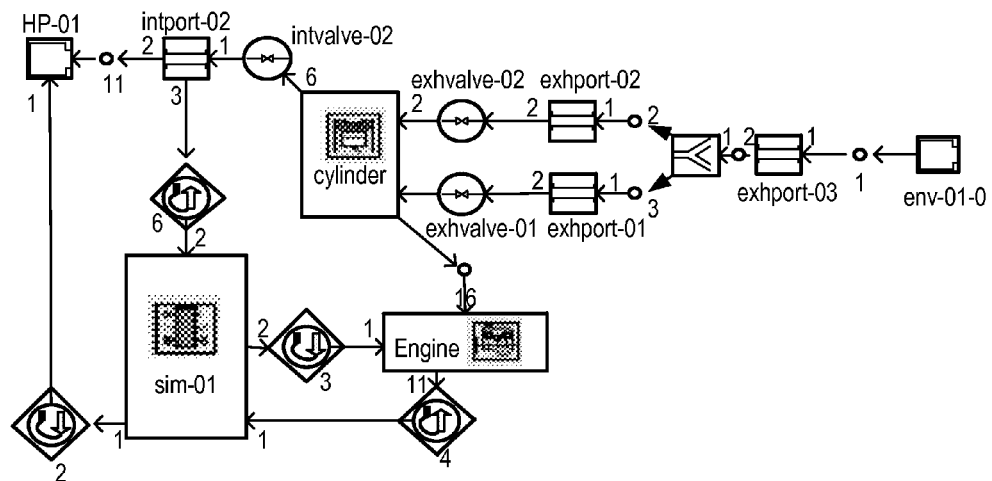 HP-01
intport-02
intvalve-02
2
1
1
11
3
6
exhvalve-02
exhport-02
2
2
1
2
cylinder
1
2
1
exhport-03
1
env-01-0
2
1
3
exhvalve-01
exhport-01
6
2
16
2
1
Engine
3
11
sim-01
1
1
2
4